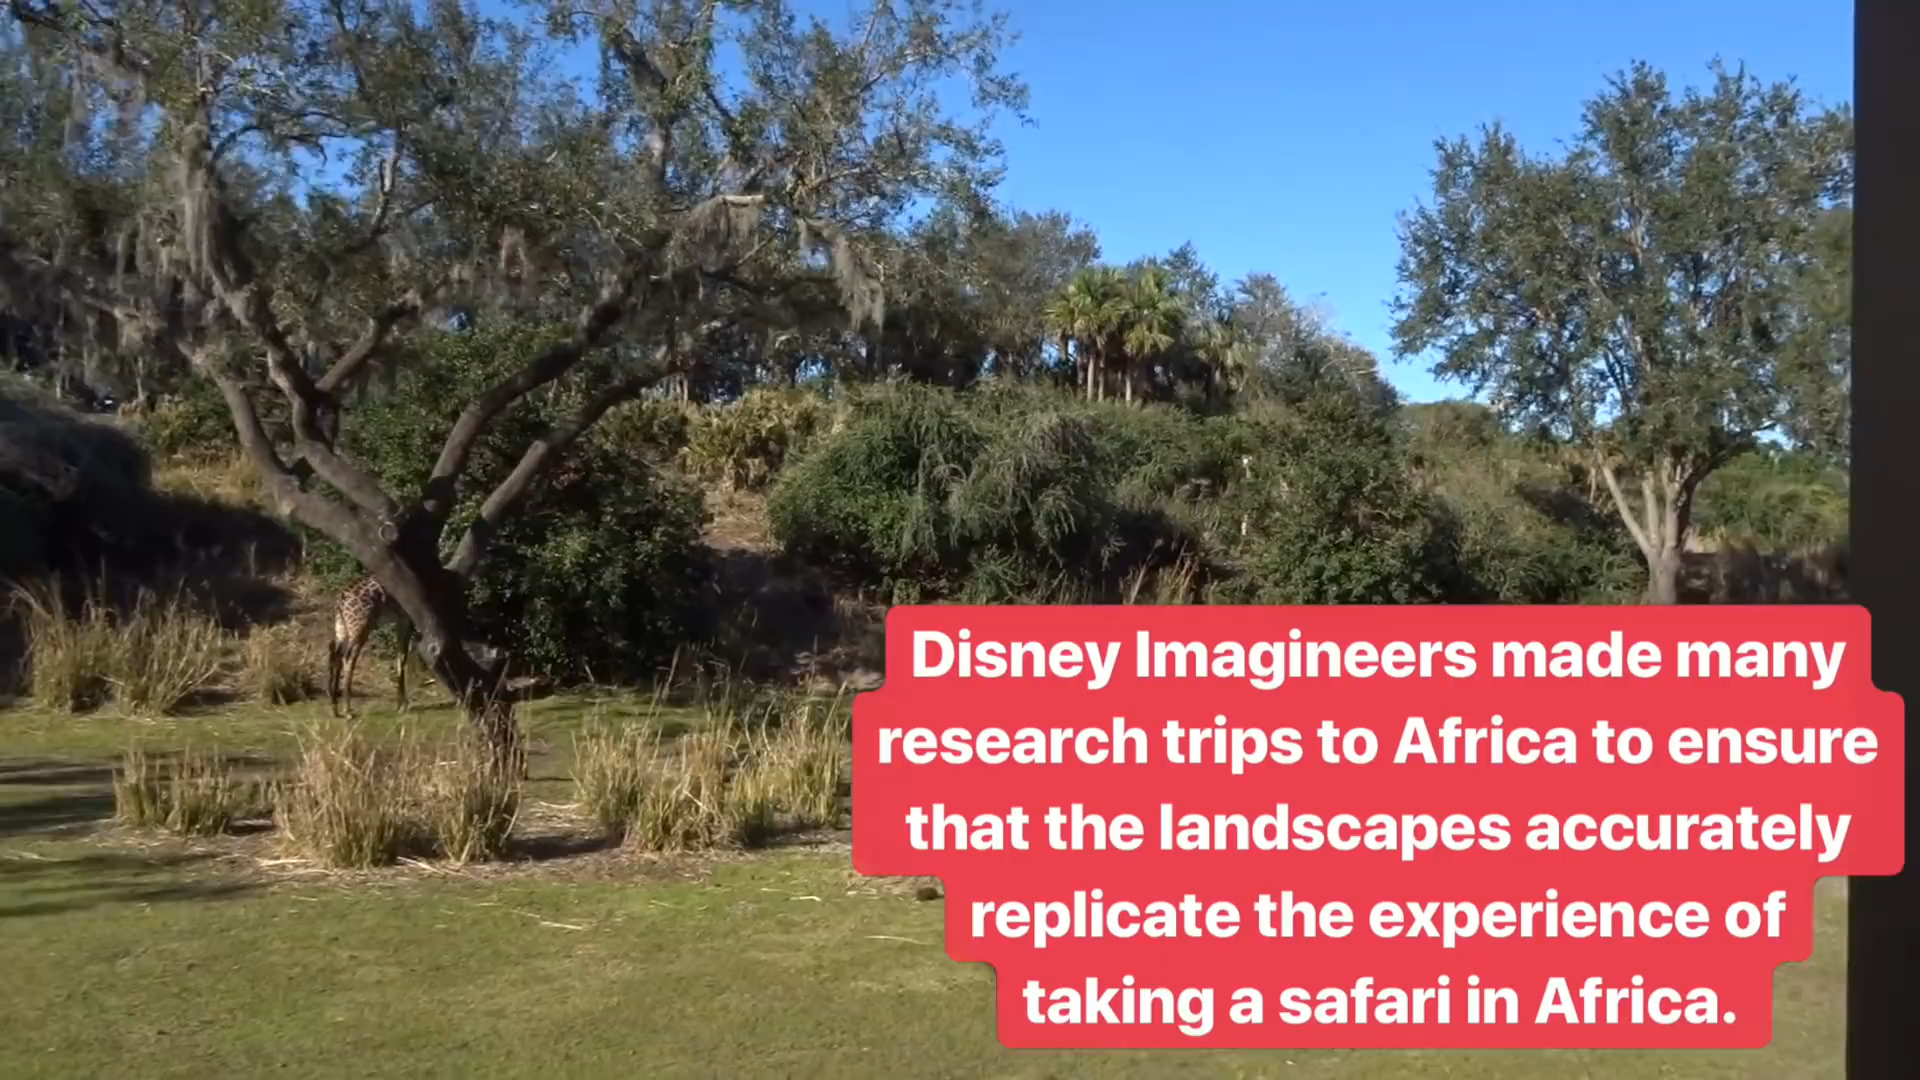 Disney Imagineers made many
research trips to Africa to ensure
that the landscapes accurately
replicate the experience of
taking a safari in Africa.